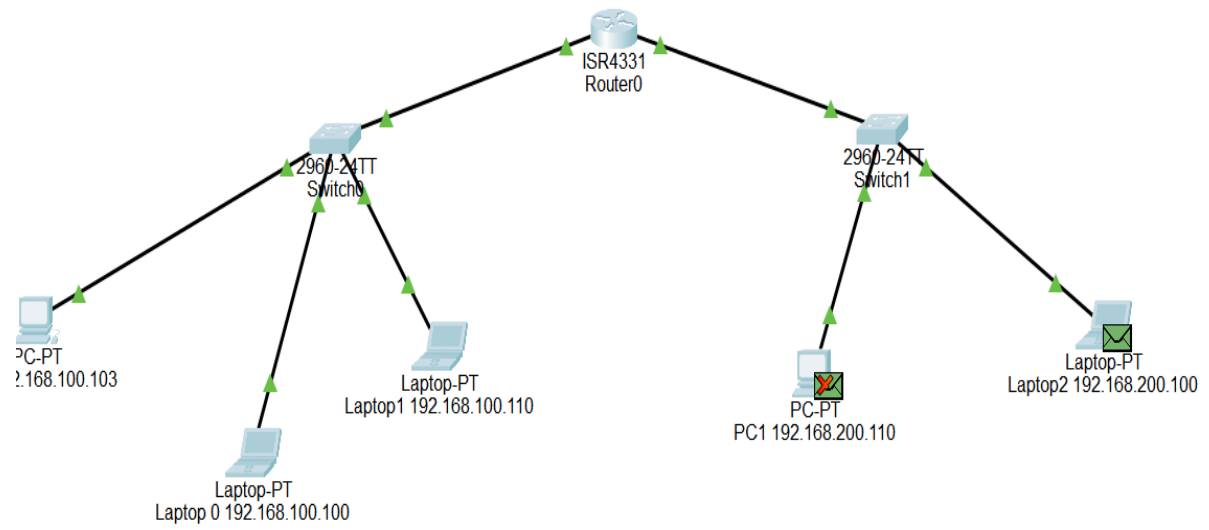 ISR4331
Router0
2960-24TT
Switch0
2960-24TT
Switch1
PC-PT
2.168.100.103
Laptop-PT
Laptop1 192.168.100.110
Laptop-PT
Laptop 0 192.168.100.100
PC-PT
PC1 192.168.200.110
Laptop-PT
Laptop2 192.168.200.100